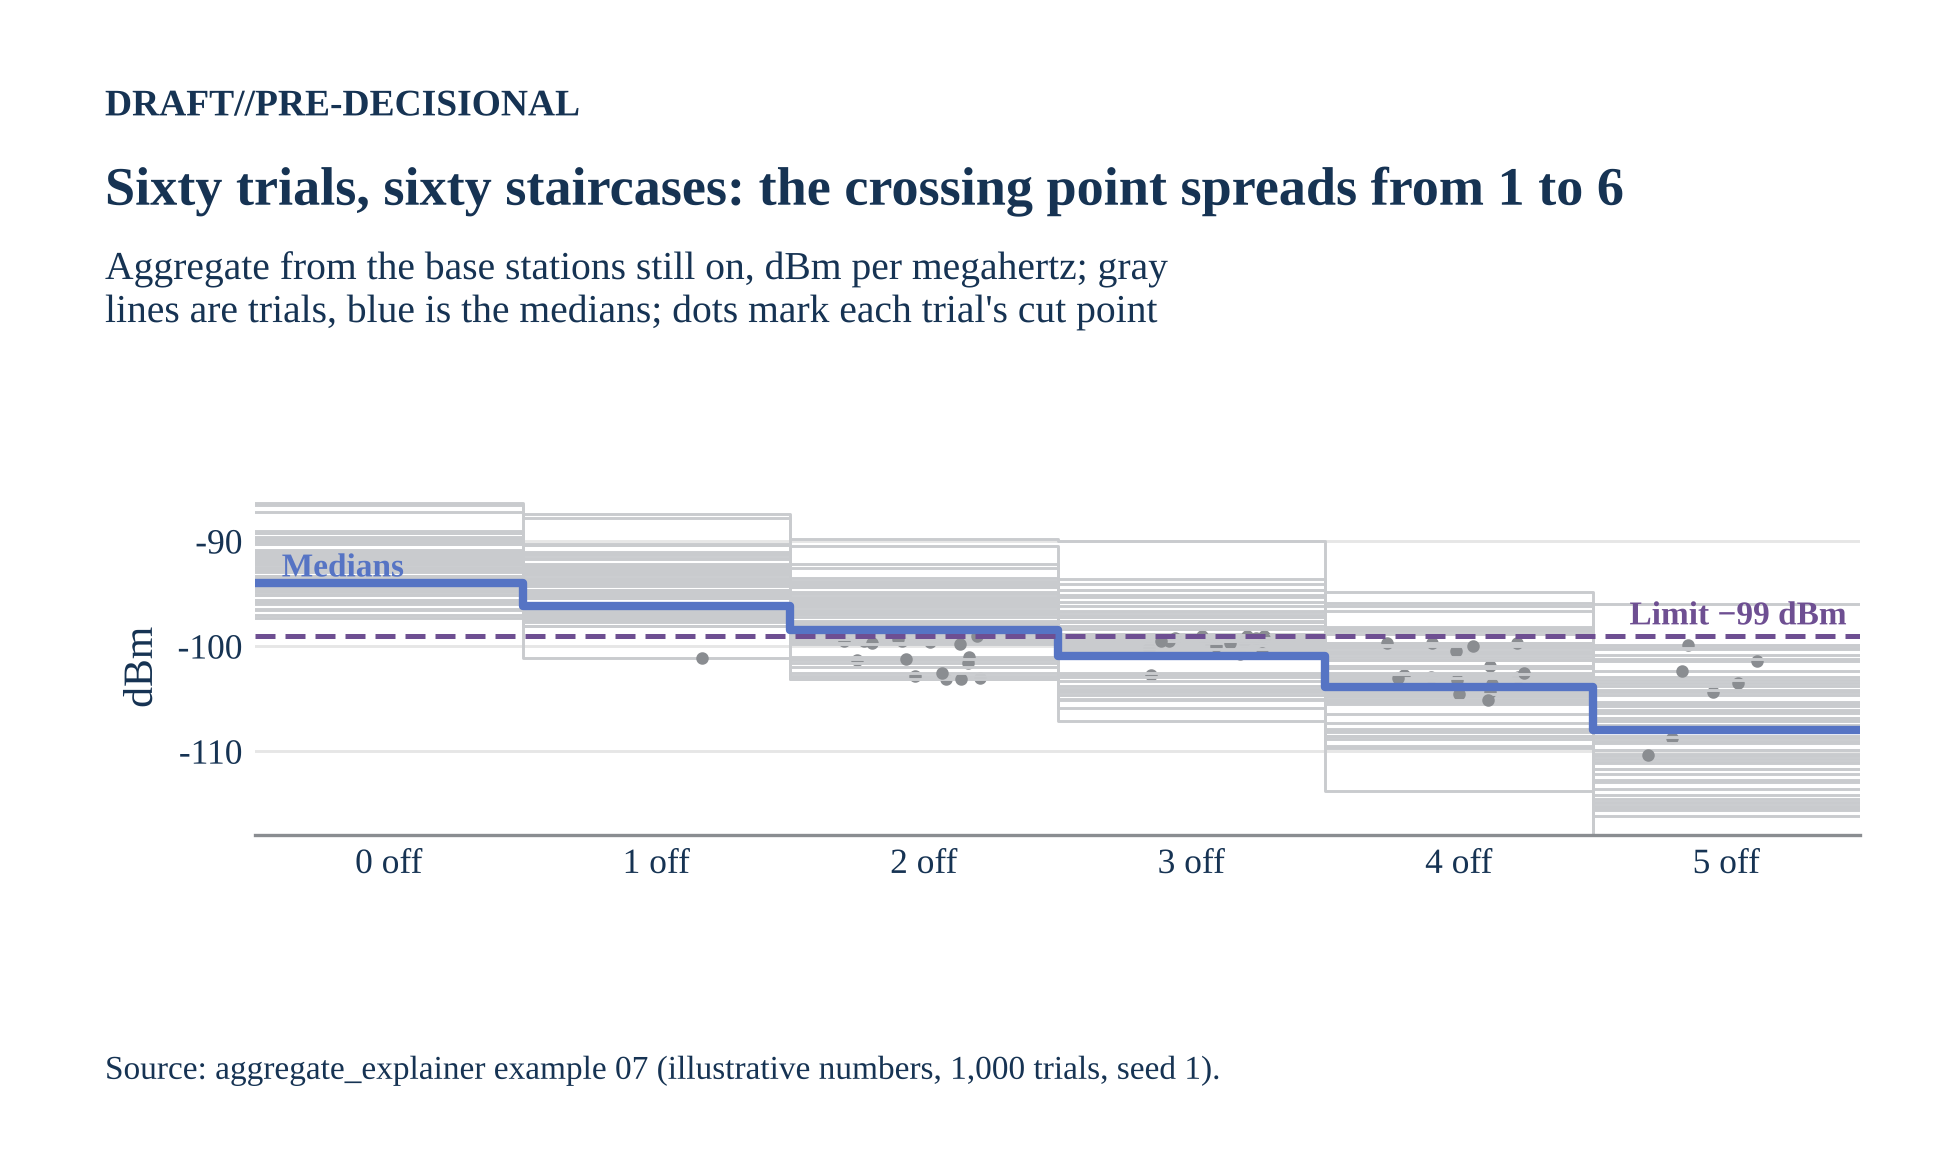 DRAFT//PRE-DECISIONAL
Sixty trials, sixty staircases: the crossing point spreads from 1 to 6
Aggregate from the base stations still on, dBm per megahertz; gray
lines are trials, blue is the medians; dots mark each trial's cut point
-90
Medians
Limit −99 dBm
dBm
-100
-110
0 off
1 off
2 off
3 off
4 off
5 off
Source: aggregate_explainer example 07 (illustrative numbers, 1,000 trials, seed 1).